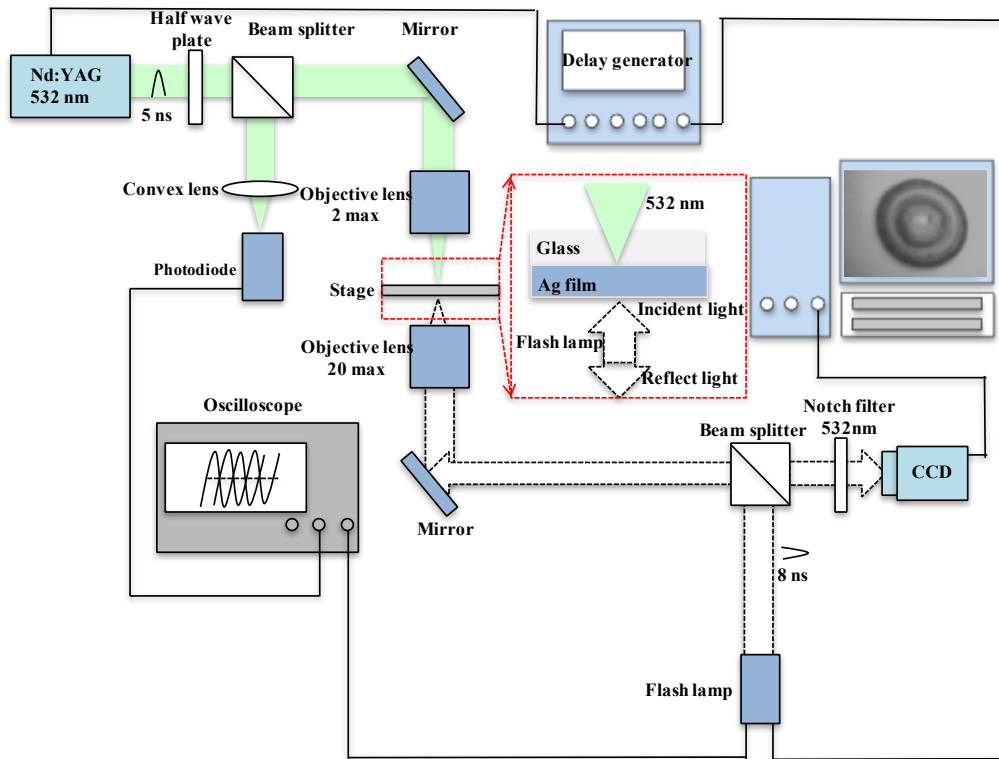 Half wave
plate
Beam splitter
Mirror
Nd:YAG
532 nm
5 ns
Delay generator
Convex lens
Objective lens
2 max
532 nm
Glass
Ag film
Photodiode
Stage
Incident light
Flash lamp
Reflect light
Objective lens
20 max
Oscilloscope
Notch filter
532nm
Beam splitter
CCD
Mirror
8 ns
Flash lamp